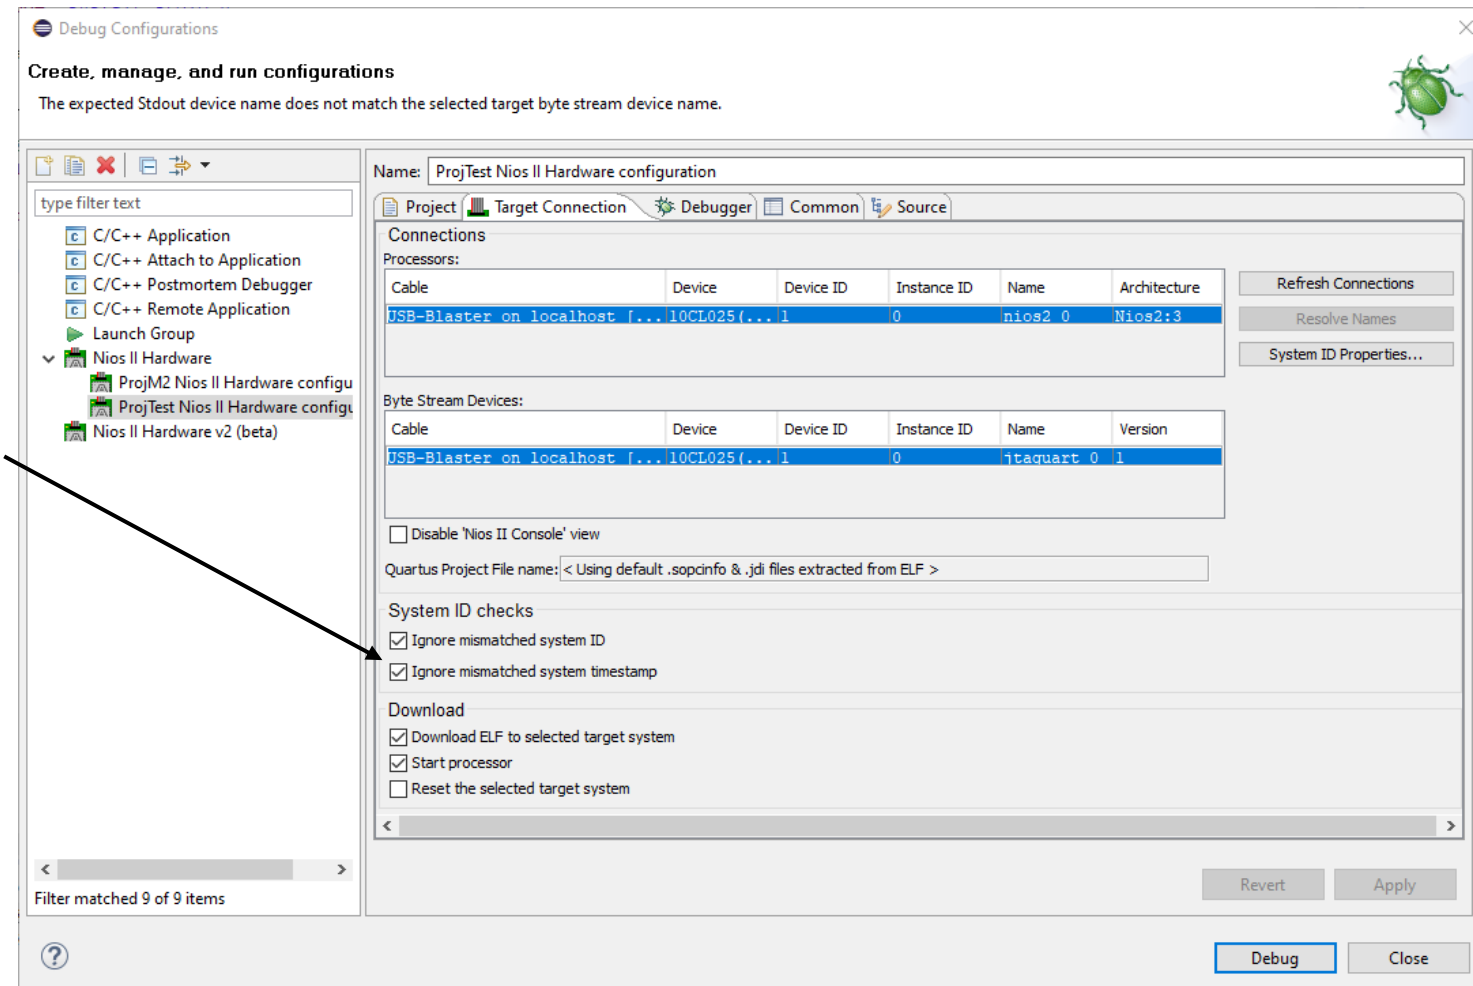 Debug Configurations
Create, manage, and run configurations
The expected Stdout device name does not match the selected target byte stream device name.
type filter text
C/C++ Application
C/C++ Attach to Application
C/C++ Postmortem Debugger
C/C++ Remote Application
Launch Group
Nios II Hardware
ProjM2 Nios II Hardware configu
ProjTest Nios II Hardware configu
Nios II Hardware v2 (beta)
Filter matched 9 of 9 items
Name: ProjTest Nios II Hardware configuration
Project Target Connection Debugger Common Source
Connections
Processors:
Cable Device Device ID Instance ID Name Architecture
USB-Blaster on localhost [... 10CL025(... 1 0 nios2_0 Nios2:3
Refresh Connections
Resolve Names
System ID Properties...
Byte Stream Devices:
Cable Device Device ID Instance ID Name Version
USB-Blaster on localhost [... 10CL025(... 1 0 jtaguart_0 1
Disable 'Nios II Console' view
Quartus Project File name: < Using default .sopcinfo & .jdi files extracted from ELF >
System ID checks
Ignore mismatched system ID
Ignore mismatched system timestamp
Download
Download ELF to selected target system
Start processor
Reset the selected target system
Revert Apply
Debug Close